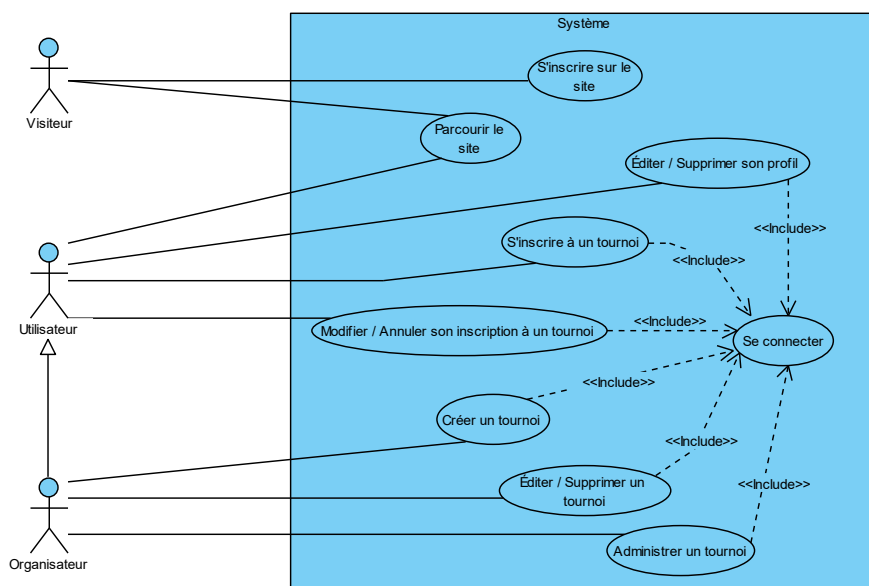 Système
Visiteur
S'inscrire sur le
site
Parcourir le
site
Éditer / Supprimer son profil
<<Include>>
S'inscrire à un tournoi
<<Include>>
Utilisateur
Modifier / Annuler son inscription à un tournoi
<<Include>>
Se connecter
<<Include>>
Créer un tournoi
<<Include>>
Éditer / Supprimer un
tournoi
<<Include>>
Administrer un tournoi
Organisateur